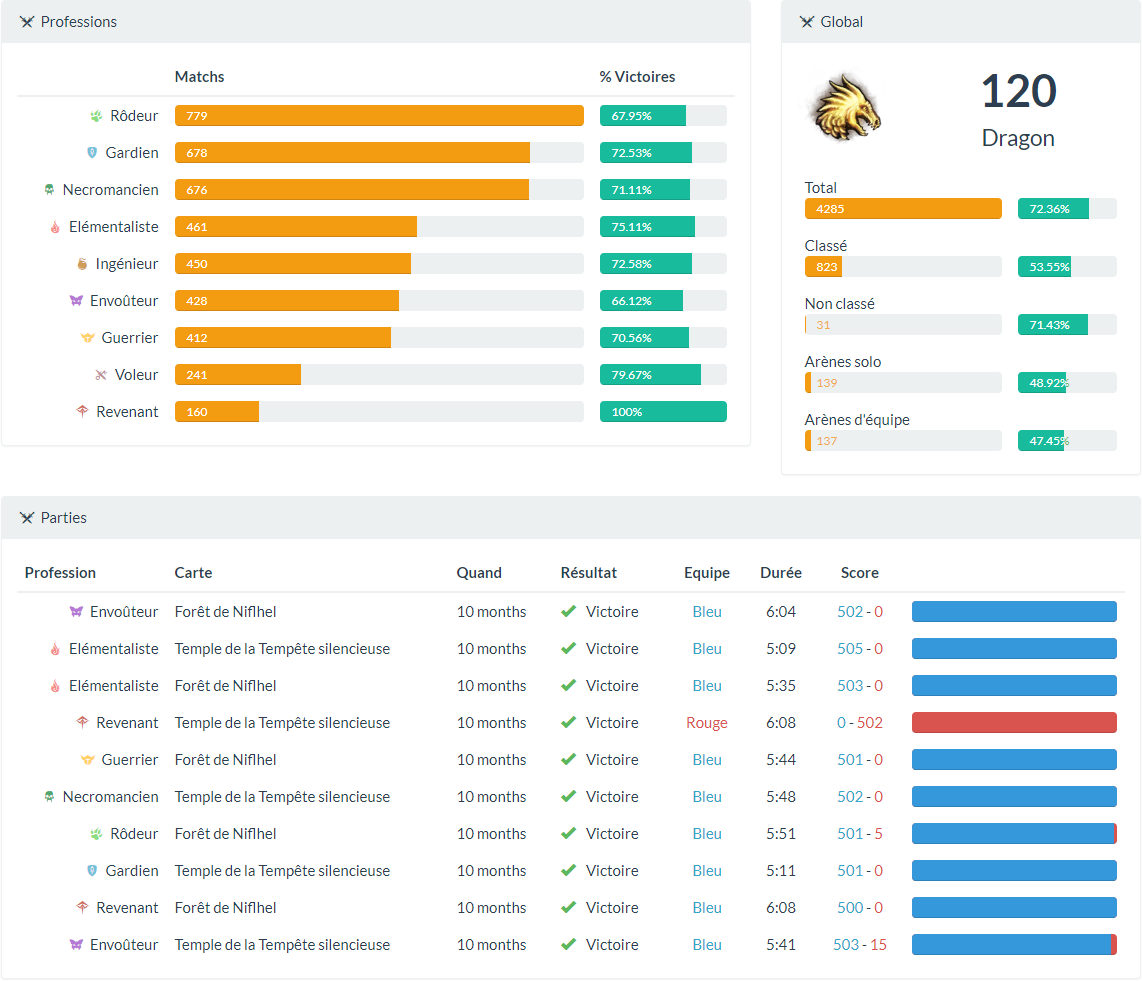 Professions
Matchs % Victoires
Rôdeur 779 67.95%
Gardien 678 72.53%
Necromancien 676 71.11%
Elémentaliste 461 75.11%
Ingénieur 450 72.58%
Envoûteur 428 66.12%
Guerrier 412 70.56%
Voleur 241 79.67%
Revenant 160 100%
Global
120
Dragon
Total
4285 72.36%
Classé
823 53.55%
Non classé
31 71.43%
Arènes solo
139 48.92%
Arènes d'équipe
137 47.45%
Parties
Profession Carte Quand Résultat Equipe Durée Score
Envoûteur Forêt de Niflhel 10 months Victoire Bleu 6:04 502 - 0
Elémentaliste Temple de la Tempête silencieuse 10 months Victoire Bleu 5:09 505 - 0
Elémentaliste Forêt de Niflhel 10 months Victoire Bleu 5:35 503 - 0
Revenant Temple de la Tempête silencieuse 10 months Victoire Rouge 6:08 0 - 502
Guerrier Forêt de Niflhel 10 months Victoire Bleu 5:44 501 - 0
Necromancien Temple de la Tempête silencieuse 10 months Victoire Bleu 5:48 502 - 0
Rôdeur Forêt de Niflhel 10 months Victoire Bleu 5:51 501 - 5
Gardien Temple de la Tempête silencieuse 10 months Victoire Bleu 5:11 501 - 0
Revenant Forêt de Niflhel 10 months Victoire Bleu 6:08 500 - 0
Envoûteur Temple de la Tempête silencieuse 10 months Victoire Bleu 5:41 503 - 15